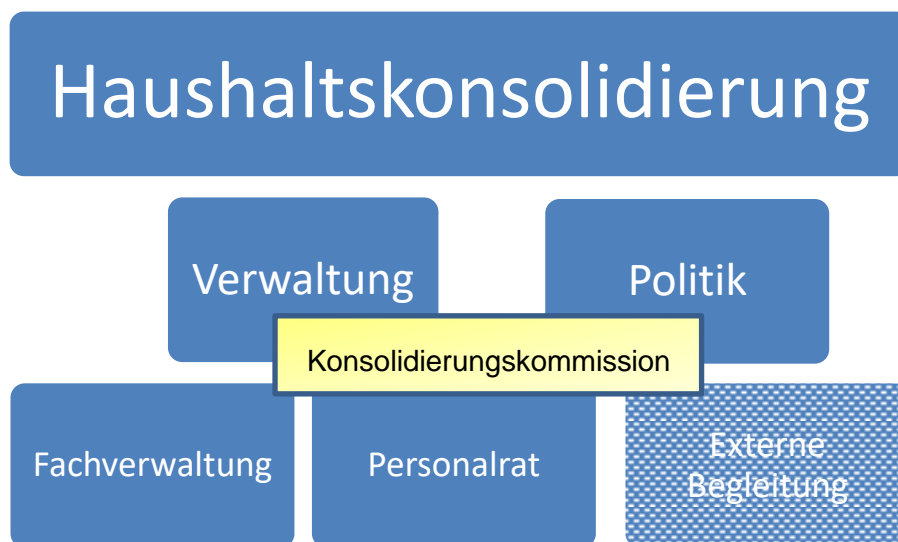 Haushaltskonsolidierung
Verwaltung
Politik
Konsolidierungskommission
Fachverwaltung
Personalrat
Externe
Begleitung